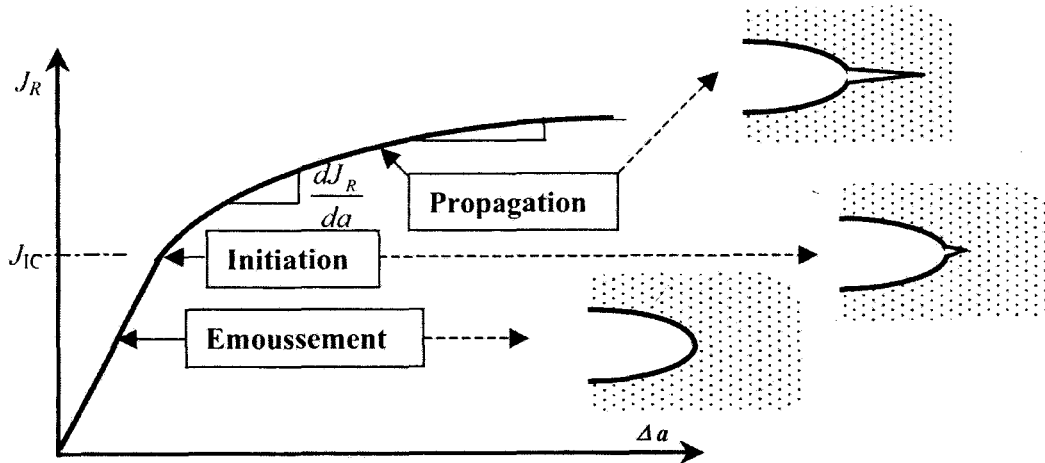 J_R
dJ_R
da
Propagation
J_IC
Initiation
Emoussement
Δa